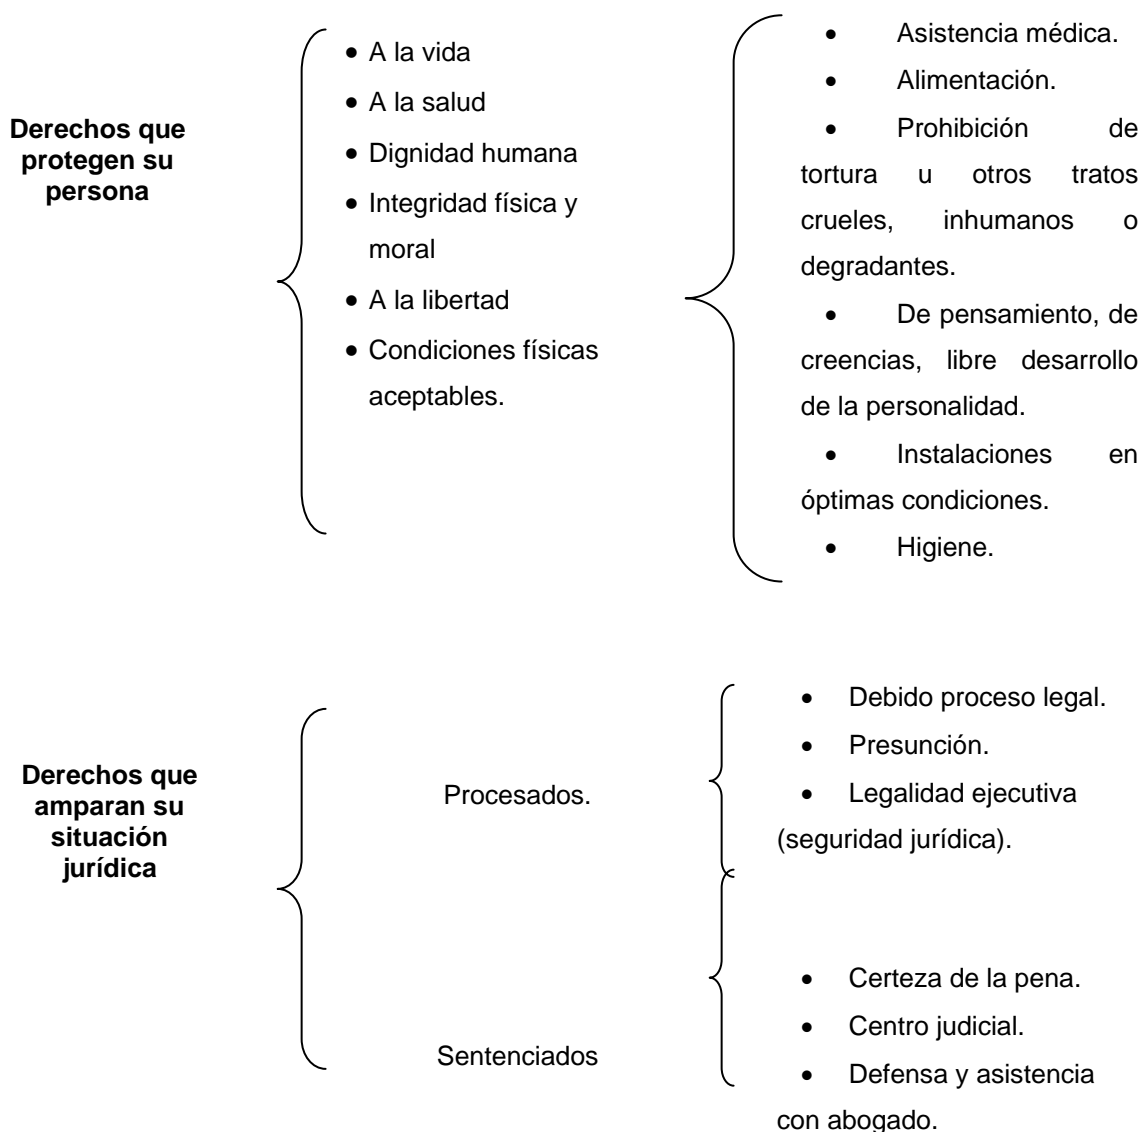 Derechos que
protegen su
persona
• A la vida
• A la salud
• Dignidad humana
• Integridad física y
moral
• A la libertad
• Condiciones físicas
aceptables.
• Asistencia médica.
• Alimentación.
• Prohibición de
tortura u otros tratos
crueles, inhumanos o
degradantes.
• De pensamiento, de
creencias, libre desarrollo
de la personalidad.
• Instalaciones en
óptimas condiciones.
• Higiene.
Derechos que
amparan su
situación
jurídica
Procesados.
• Debido proceso legal.
• Presunción.
• Legalidad ejecutiva
(seguridad jurídica).
Sentenciados
• Certeza de la pena.
• Centro judicial.
• Defensa y asistencia
con abogado.